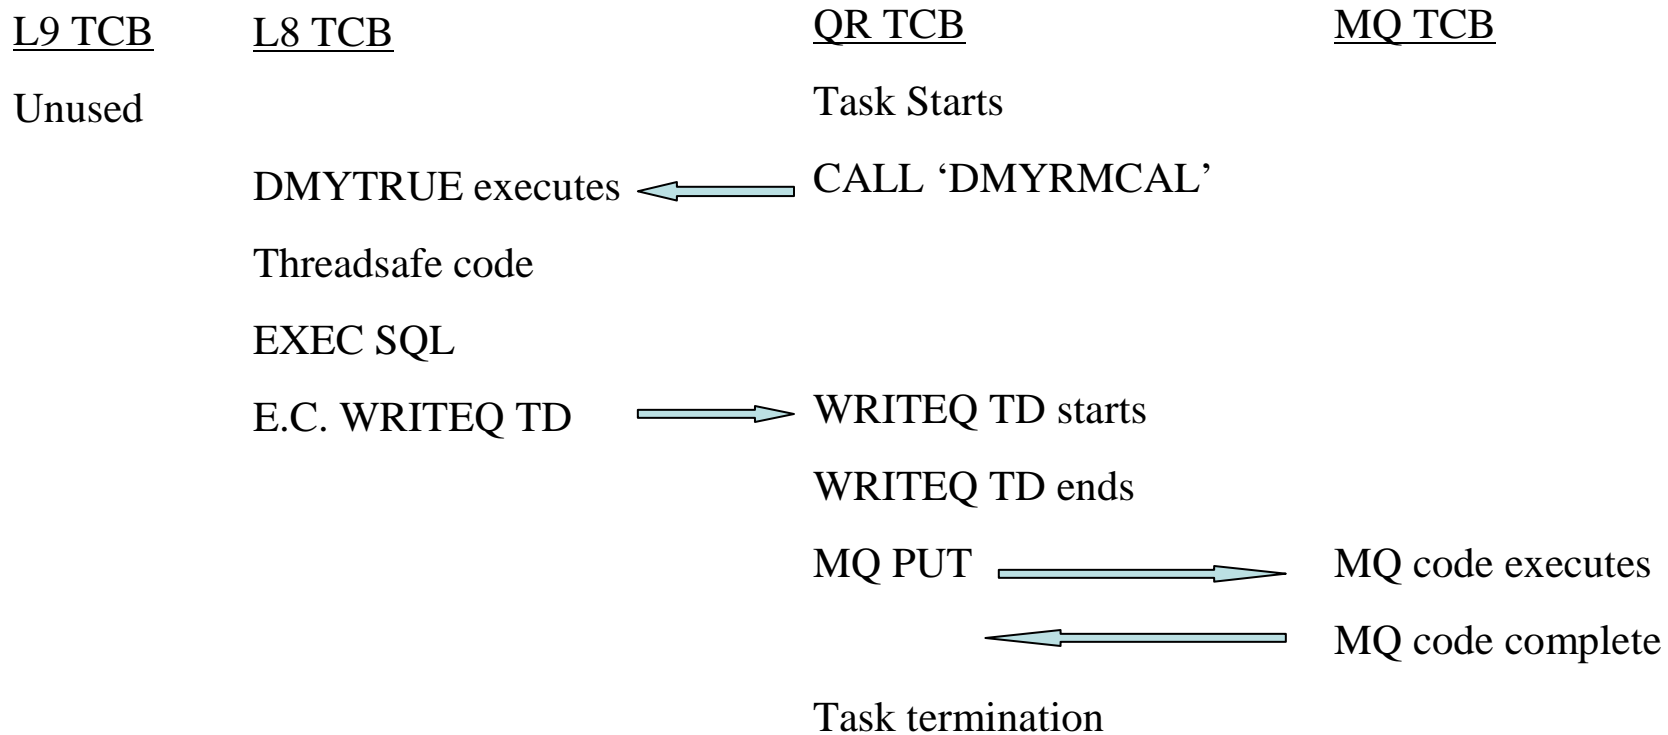 L9 TCB L8 TCB QR TCB MQ TCB
Unused Task Starts
DMYTRUE executes CALL ‘DMYRMCAL’
Threadsafe code
EXEC SQL
E.C. WRITEQ TD WRITEQ TD starts
WRITEQ TD ends
MQ PUT MQ code executes
MQ code complete
Task termination